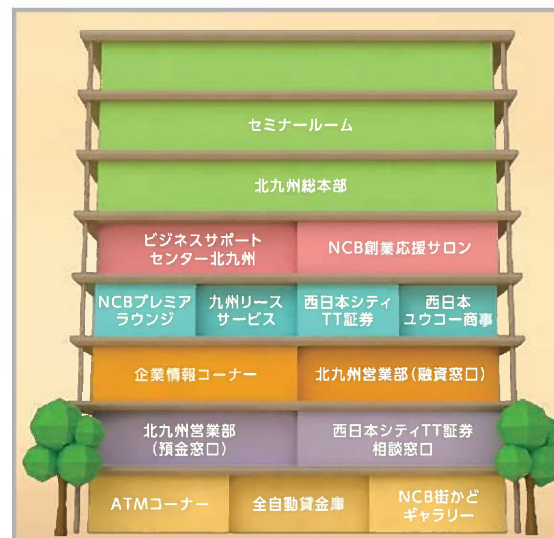 セミナールーム
北九州総本部
ビジネスサポート
センター北九州
NCB創業応援サロン
NCBプレミア
ラウンジ
九州リース
サービス
西日本シティ
TT証券
西日本
ユウコー商事
企業情報コーナー
北九州営業部(融資窓口)
北九州営業部
(預金窓口)
西日本シティTT証券
相談窓口
ATMコーナー
全自動貸金庫
NCB街かど
ギャラリー